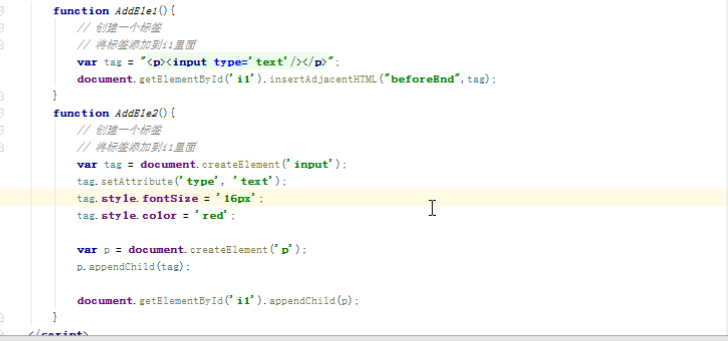 function AddEle1(){
// 创建一个标签
// 将标签添加到i1里面
var tag = "<p><input type='text'/></p>";
document.getElementById('i1').insertAdjacentHTML("beforeEnd",tag);
}
function AddEle2(){
// 创建一个标签
// 将标签添加到i1里面
var tag = document.createElement('input');
tag.setAttribute('type', 'text');
tag.style.fontSize = '16px';
tag.style.color = 'red';
var p = document.createElement('p');
p.appendChild(tag);
document.getElementById('i1').appendChild(p);
}
</script>